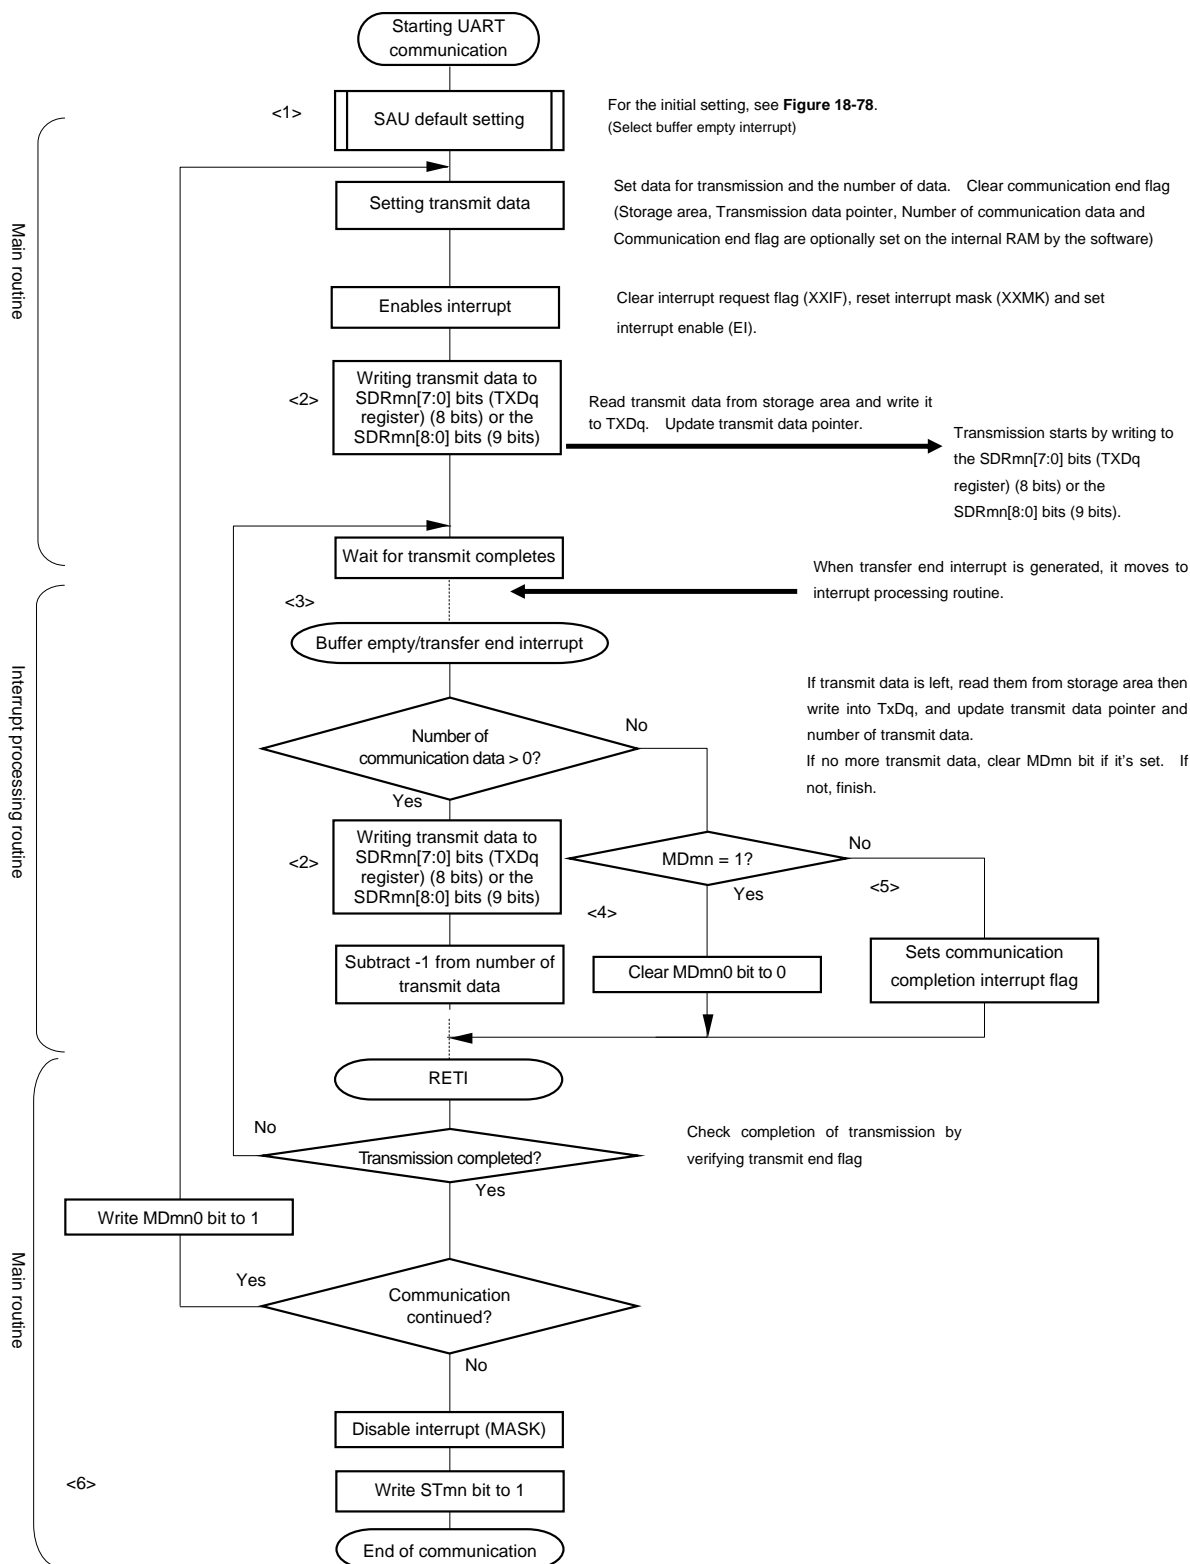 Starting UART
communication
<1>
SAU default setting
For the initial setting, see Figure 18-78.
(Select buffer empty interrupt)
Setting transmit data
Set data for transmission and the number of data. Clear communication end flag
(Storage area, Transmission data pointer, Number of communication data and
Communication end flag are optionally set on the internal RAM by the software)
Main routine
Enables interrupt
Clear interrupt request flag (XXIF), reset interrupt mask (XXMK) and set
interrupt enable (EI).
<2>
Writing transmit data to
SDRmn[7:0] bits (TXDq
register) (8 bits) or the
SDRmn[8:0] bits (9 bits)
Read transmit data from storage area and write it
to TXDq. Update transmit data pointer.
Transmission starts by writing to
the SDRmn[7:0] bits (TXDq
register) (8 bits) or the
SDRmn[8:0] bits (9 bits).
Wait for transmit completes
When transfer end interrupt is generated, it moves to
interrupt processing routine.
<3>
Buffer empty/transfer end interrupt
Interrupt processing routine
If transmit data is left, read them from storage area then
write into TxDq, and update transmit data pointer and
number of transmit data.
If no more transmit data, clear MDmn bit if it's set. If
not, finish.
Number of
communication data > 0?
No
Yes
<2>
Writing transmit data to
SDRmn[7:0] bits (TXDq
register) (8 bits) or the
SDRmn[8:0] bits (9 bits)
MDmn = 1?
No
Yes
<4>
<5>
Subtract -1 from number of
transmit data
Clear MDmn0 bit to 0
Sets communication
completion interrupt flag
RETI
No
Transmission completed?
Yes
Check completion of transmission by
verifying transmit end flag
Write MDmn0 bit to 1
Main routine
Yes
Communication
continued?
No
Disable interrupt (MASK)
<6>
Write STmn bit to 1
End of communication